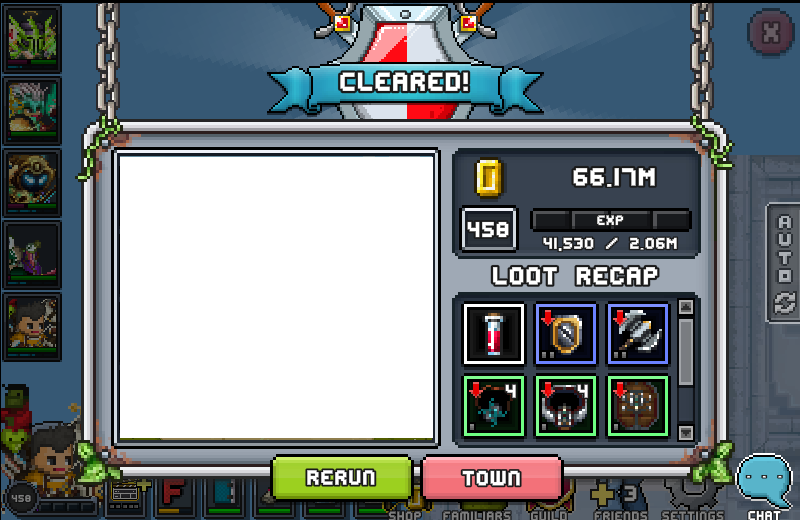 CLEARED!
66.17M
458
EXP
41,530 / 2.06M
LOOT RECAP
4
4
AUTO
RERUN
TOWN
458
F
3
SHOP
FAMILIARS
GUILD
FRIENDS
SETTINGS
CHAT